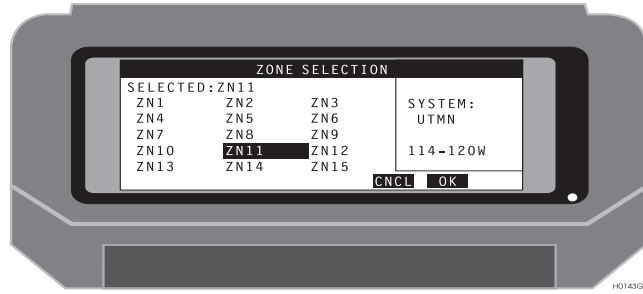 ZONE SELECTION
SELECTED:ZN11
ZN1 ZN2 ZN3
ZN4 ZN5 ZN6
ZN7 ZN8 ZN9
ZN10 ZN11 ZN12
ZN13 ZN14 ZN15
SYSTEM:
UTMN
114-120W
CNCL OK
H0143G